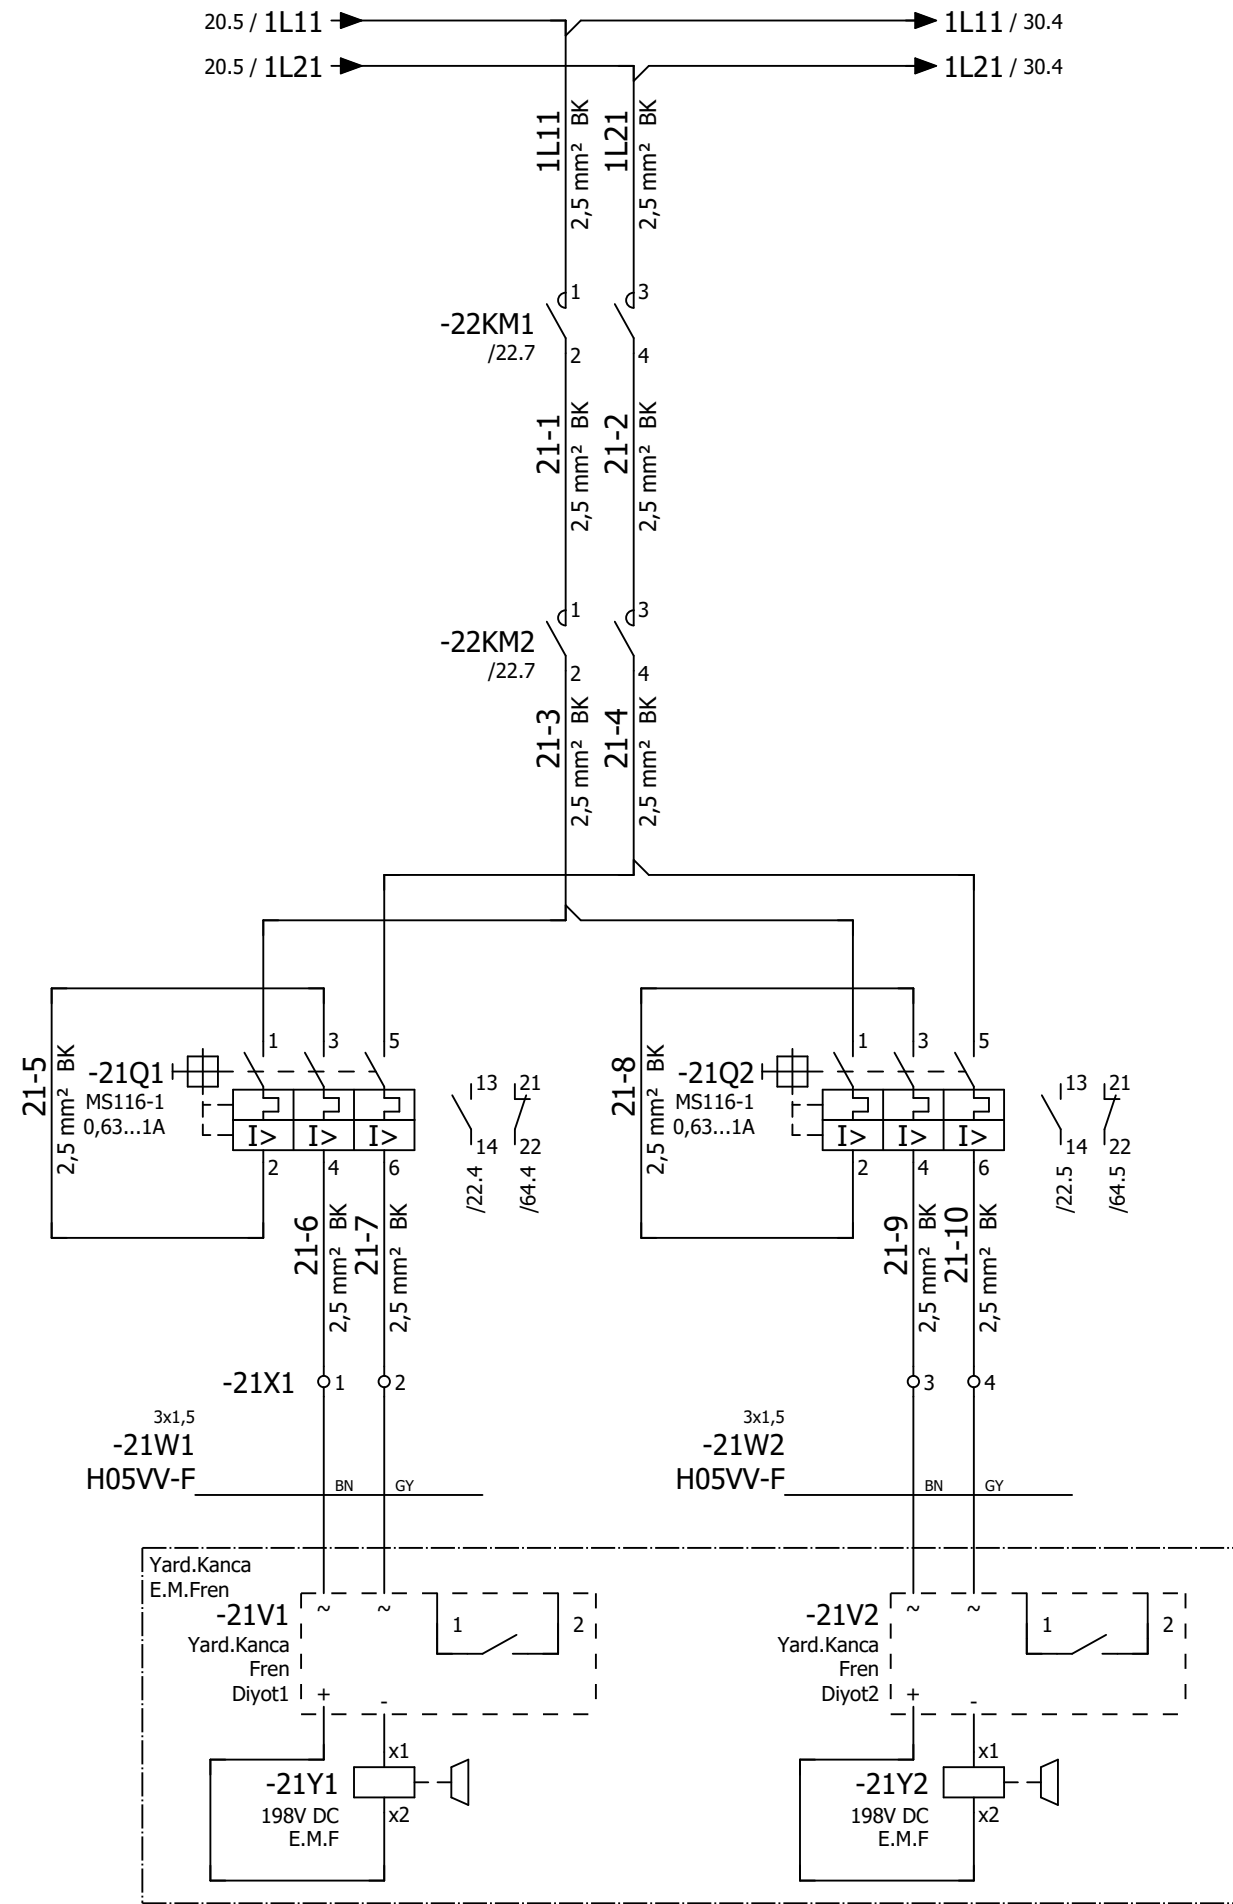 20.5 / 1L11
1L11 / 30.4
20.5 / 1L21
1L21 / 30.4
1L11
2,5 mm² BK
1L21
2,5 mm² BK
-22KM1
/22.7
1
2
3
4
21-1
2,5 mm² BK
21-2
2,5 mm² BK
-22KM2
/22.7
1
2
3
4
21-3
2,5 mm² BK
21-4
2,5 mm² BK
21-5
2,5 mm² BK
-21Q1
MS116-1
0,63...1A
1
3
5
I>
I>
I>
2
4
6
13
14
/22.4
21
22
/64.4
21-8
2,5 mm² BK
-21Q2
MS116-1
0,63...1A
1
3
5
I>
I>
I>
2
4
6
13
14
/22.5
21
22
/64.5
21-6
2,5 mm² BK
21-7
2,5 mm² BK
21-9
2,5 mm² BK
21-10
2,5 mm² BK
-21X1
1
2
3
4
3x1,5
-21W1
H05VV-F
BN
GY
3x1,5
-21W2
H05VV-F
BN
GY
Yard.Kanca
E.M.Fren
-21V1
Yard.Kanca
Fren
Diyot1
~
~
1
2
+
-
-21V2
Yard.Kanca
Fren
Diyot2
~
~
1
2
+
-
-21Y1
198V DC
E.M.F
x1
x2
-21Y2
198V DC
E.M.F
x1
x2